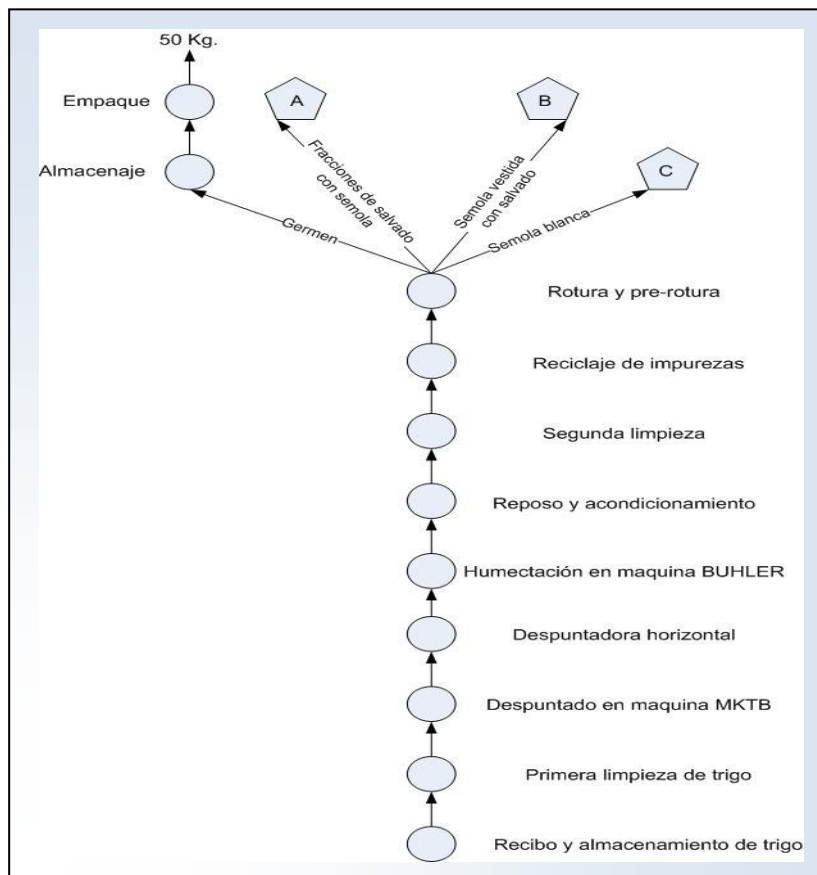 50 Kg.
Empaque
A
B
Almacenaje
C
Fracciones de salvado
con semola
Semola vestida
con salvado
Germen
Semola blanca
Rotura y pre-rotura
Reciclaje de impurezas
Segunda limpieza
Reposo y acondicionamiento
Humectación en maquina BUHLER
Despuntadora horizontal
Despuntado en maquina MKTB
Primera limpieza de trigo
Recibo y almacenamiento de trigo